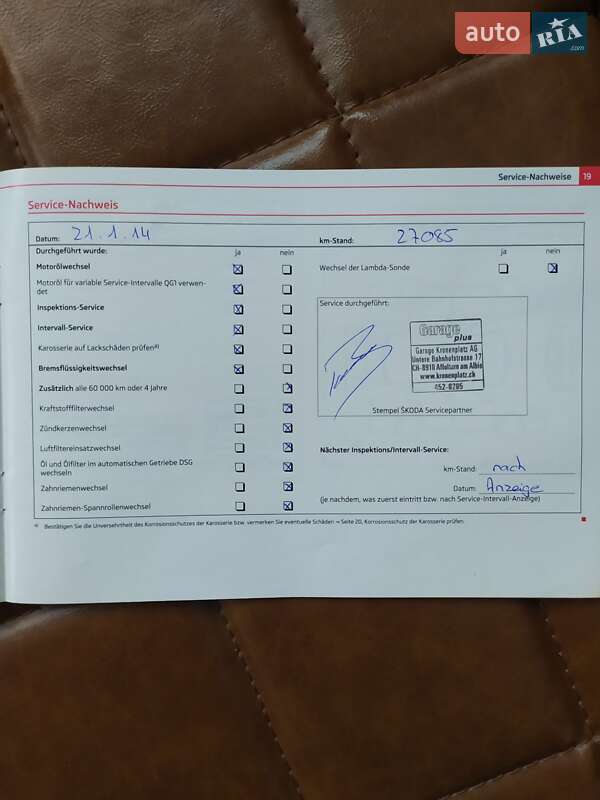 auto RIA .com
Service-Nachweise 19
Service-Nachweis
Datum: 21.1.14
km-Stand: 27085
Durchgeführt wurde: ja nein
ja nein
Motorölwechsel
Wechsel der Lambda-Sonde
Motoröl für variable Service-Intervalle QG1 verwen-
det
Inspektions-Service
Intervall-Service
Karosserie auf Lackschäden prüfen a)
Bremsflüssigkeitswechsel
Zusätzlich alle 60 000 km oder 4 Jahre
Kraftstofffilterwechsel
Zündkerzenwechsel
Luftfiltereinsatzwechsel
Öl und Ölfilter im automatischen Getriebe DSG
wechseln
Zahnriemenwechsel
Zahnriemen-Spannrollenwechsel
Service durchgeführt:
Garage
plus
Garage Kronenplatz AG
Untere Bahnhofstrasse 17
CH-8910 Affoltern am Albis
www.kronenplatz.ch
452-0205
Stempel ŠKODA Servicepartner
Nächster Inspektions/Intervall-Service:
km-Stand: nach
Datum: Anzeige
(je nachdem, was zuerst eintritt bzw. nach Service-Intervall-Anzeige)
a) Bestätigen Sie die Unversehrtheit des Korrosionsschutzes der Karosserie bzw. vermerken Sie eventuelle Schäden ⇒ Seite 20, Korrosionsschutz der Karosserie prüfen.